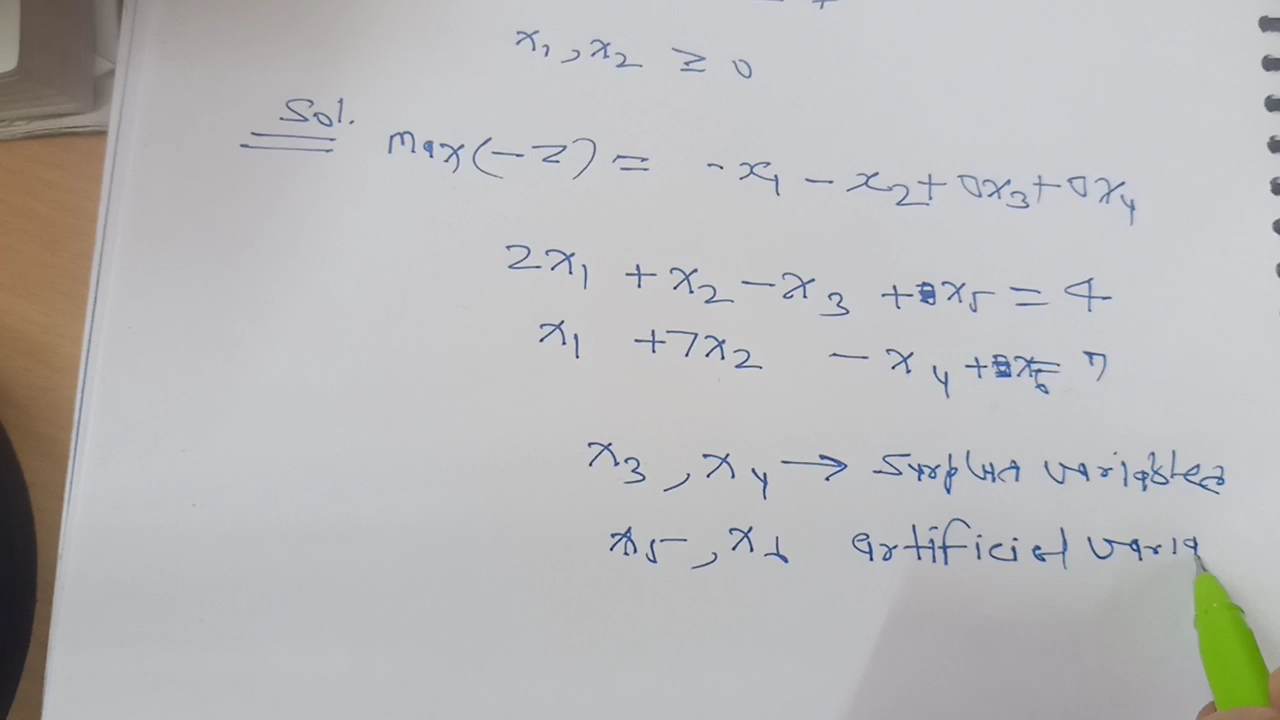 x₁, x₂ ≥ 0
Sol.
Max(-Z) = -x₁ - x₂ + 0x₃ + 0x₄
2x₁ + x₂ - x₃ + x₅ = 4
x₁ + 7x₂ - x₄ + x₆ = 7
x₃, x₄ → Surplus variables
x₅, x₆ artificial varia